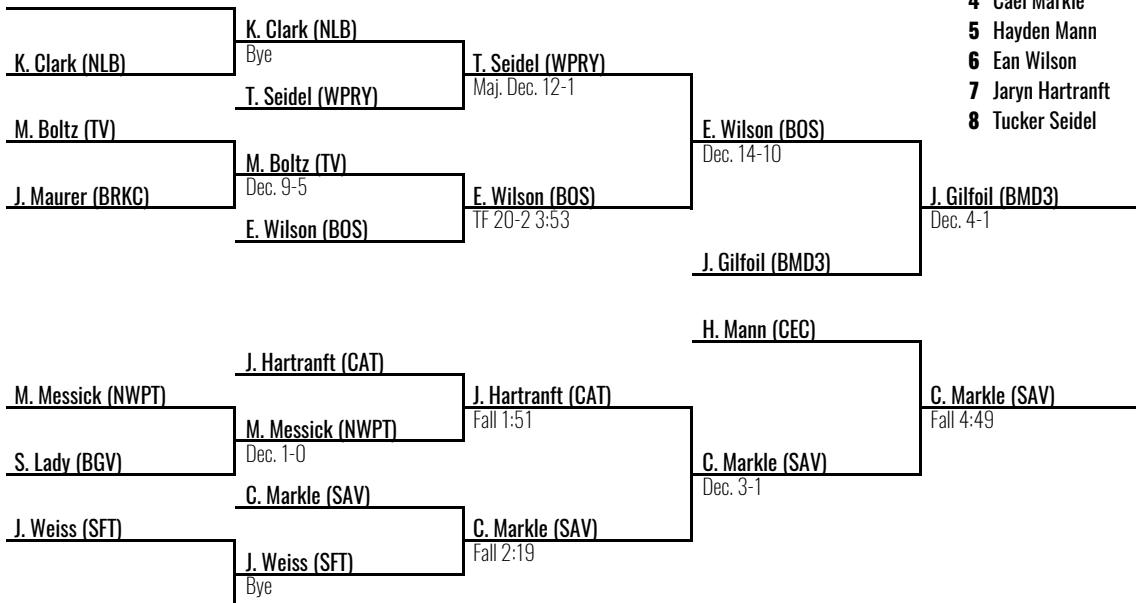 4 Cael Markle
5 Hayden Mann
6 Ean Wilson
7 Jaryn Hartranft
8 Tucker Seidel
K. Clark (NLB)
K. Clark (NLB)
Bye
T. Seidel (WPRY)
T. Seidel (WPRY)
Maj. Dec. 12-1
M. Boltz (TV)
J. Maurer (BRKC)
M. Boltz (TV)
Dec. 9-5
E. Wilson (BOS)
E. Wilson (BOS)
TF 20-2 3:53
E. Wilson (BOS)
Dec. 14-10
J. Gilfoil (BMD3)
J. Gilfoil (BMD3)
Dec. 4-1
H. Mann (CEC)
J. Hartranft (CAT)
M. Messick (NWPT)
S. Lady (BGV)
M. Messick (NWPT)
Dec. 1-0
J. Hartranft (CAT)
Fall 1:51
C. Markle (SAV)
J. Weiss (SFT)
J. Weiss (SFT)
Bye
C. Markle (SAV)
Fall 2:19
C. Markle (SAV)
Dec. 3-1
C. Markle (SAV)
Fall 4:49